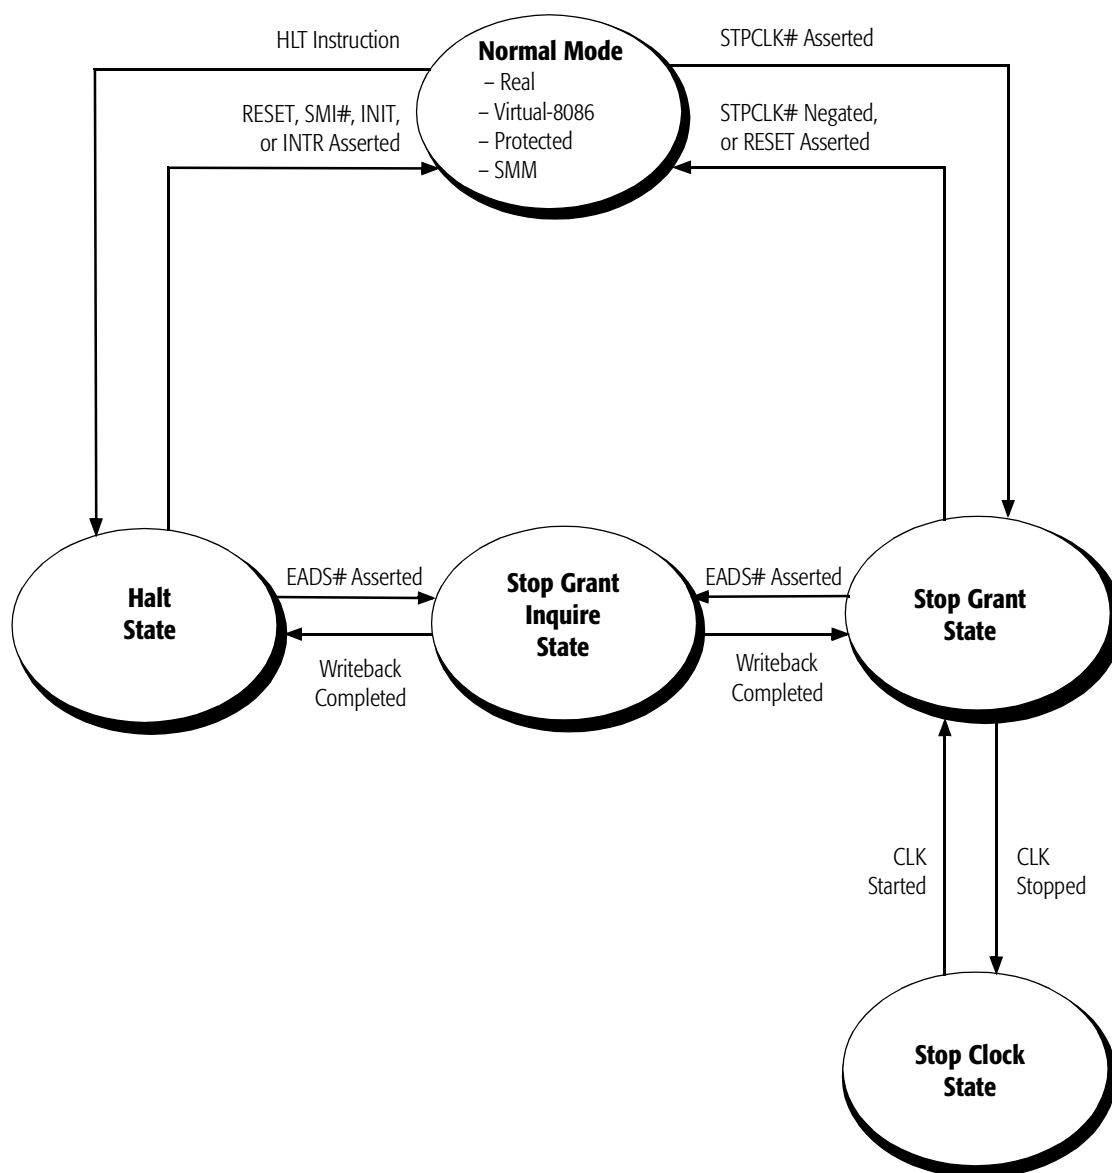 HLT Instruction
Normal Mode
– Real
– Virtual-8086
– Protected
– SMM
STPCLK# Asserted
RESET, SMI#, INIT,
or INTR Asserted
STPCLK# Negated,
or RESET Asserted
Halt
State
EADS# Asserted
Writeback
Completed
Stop Grant
Inquire
State
EADS# Asserted
Writeback
Completed
Stop Grant
State
CLK
Started
CLK
Stopped
Stop Clock
State